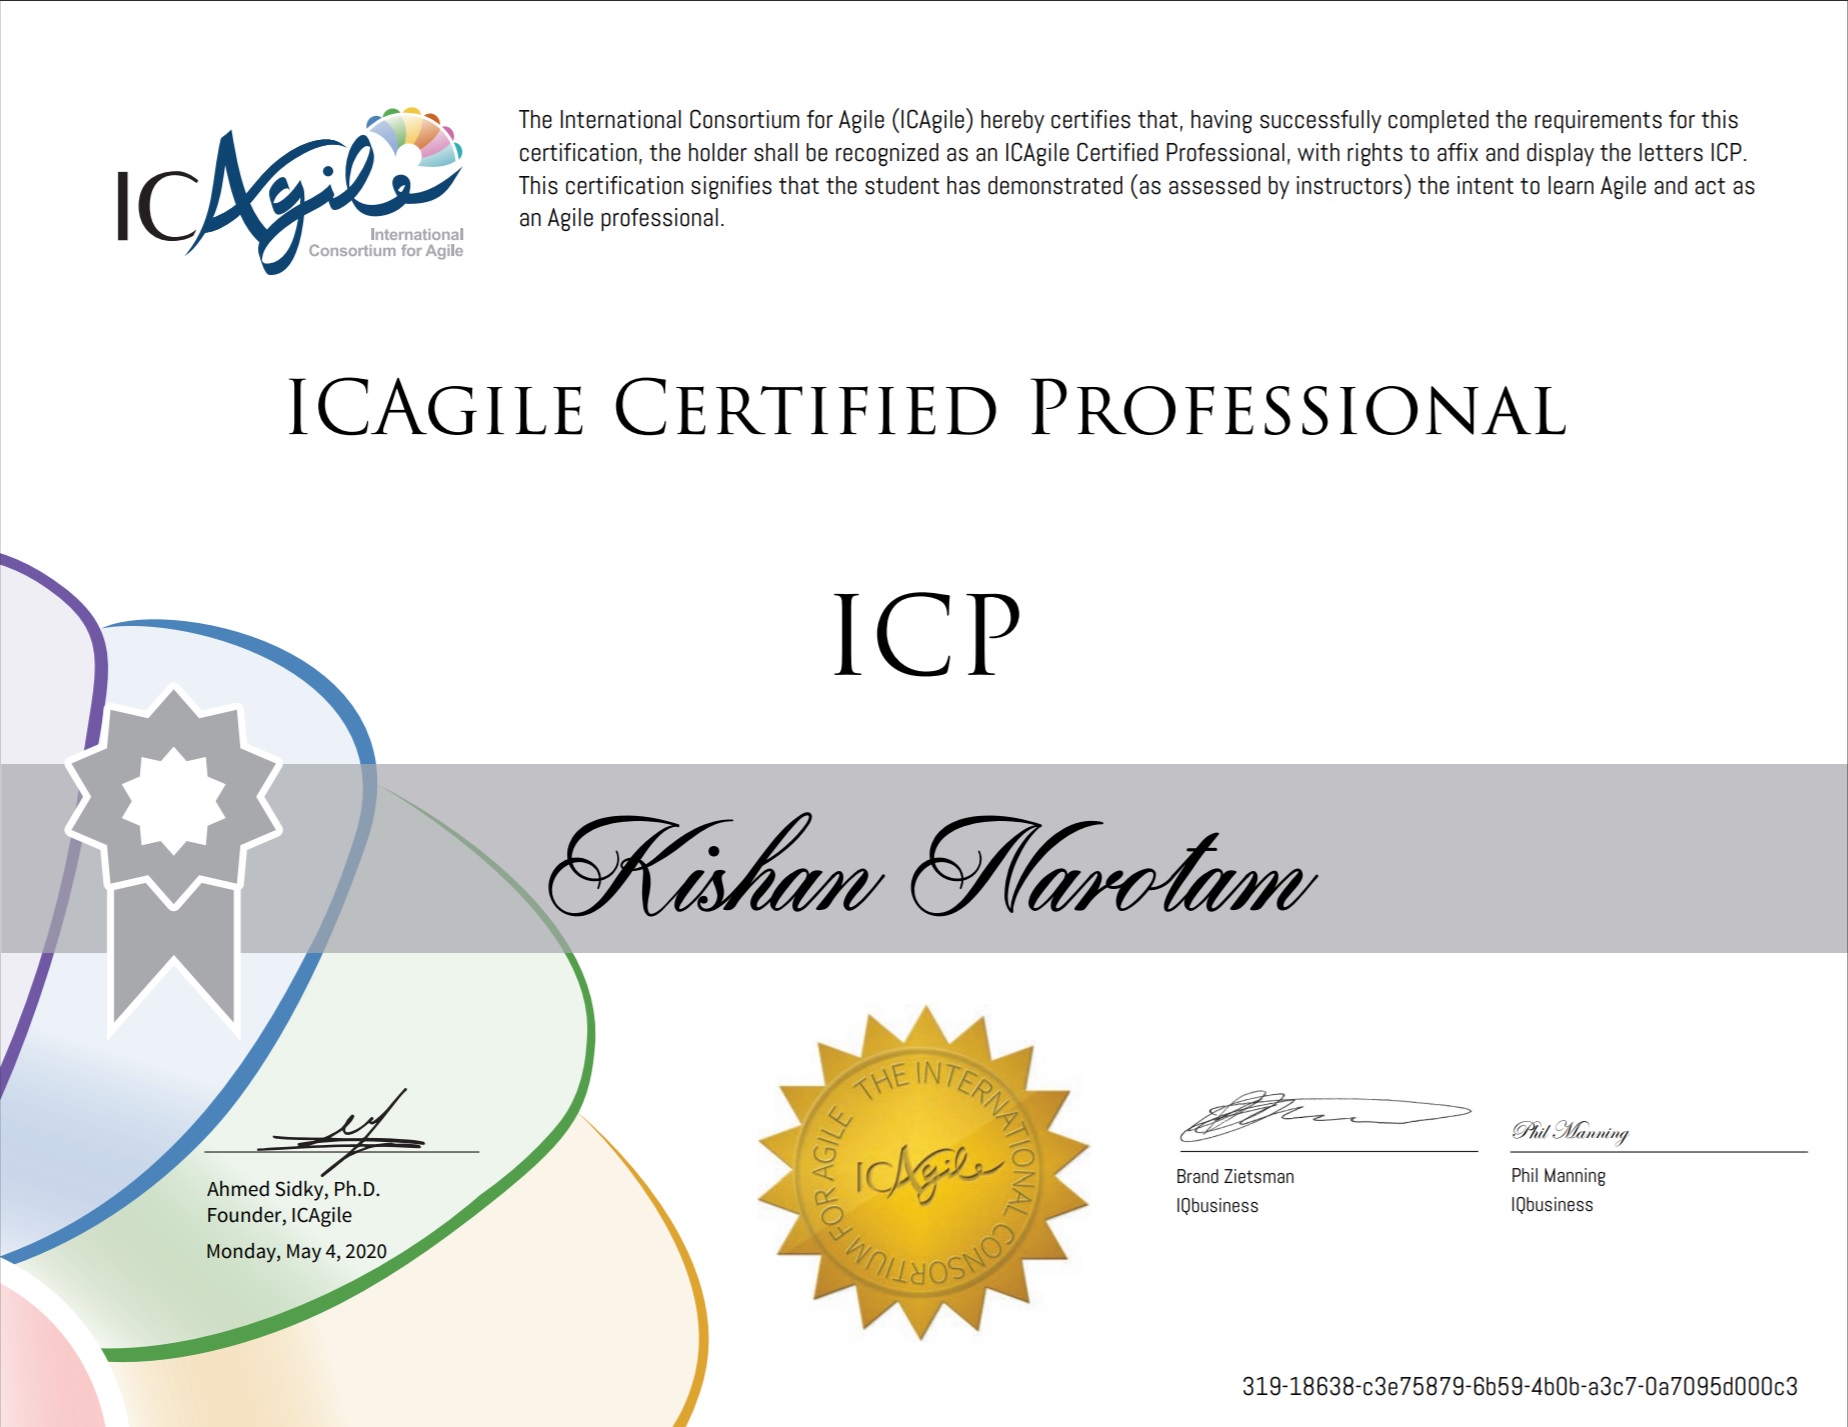 ICAgile
International
Consortium for Agile
The International Consortium for Agile (ICAgile) hereby certifies that, having successfully completed the requirements for this
certification, the holder shall be recognized as an ICAgile Certified Professional, with rights to affix and display the letters ICP.
This certification signifies that the student has demonstrated (as assessed by instructors) the intent to learn Agile and act as
an Agile professional.
ICAgile Certified Professional
ICP
Kishan Narotam
Ahmed Sidky, Ph.D.
Founder, ICAgile
Monday, May 4, 2020
THE INTERNATIONAL CONSORTIUM FOR AGILE
ICAgile
Brand Zietsman
IQbusiness
Phil Manning
Phil Manning
IQbusiness
319-18638-c3e75879-6b59-4b0b-a3c7-0a7095d000c3